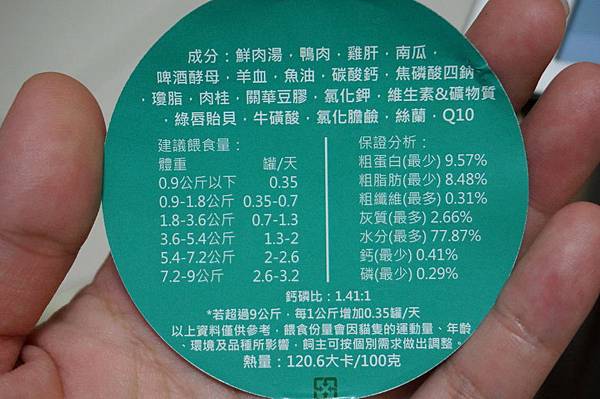 成分：鮮肉湯．鴨肉．雞肝．南瓜．
啤酒酵母．羊血．魚油．碳酸鈣．焦磷酸四鈉
．瓊脂．肉桂．關華豆膠．氯化鉀．維生素&礦物質
．綠唇貽貝．牛磺酸．氯化膽鹼．絲蘭．Q10
建議餵食量：
體重 罐/天
0.9公斤以下 0.35
0.9-1.8公斤 0.35-0.7
1.8-3.6公斤 0.7-1.3
3.6-5.4公斤 1.3-2
5.4-7.2公斤 2-2.6
7.2-9公斤 2.6-3.2
保證分析：
粗蛋白(最少) 9.57%
粗脂肪(最少) 8.48%
粗纖維(最多) 0.31%
灰質(最多) 2.66%
水分(最多) 77.87%
鈣(最少) 0.41%
磷(最少) 0.29%
鈣磷比：1.41:1
*若超過9公斤，每1公斤增加0.35罐/天
以上資料僅供參考，餵食份量會因貓隻的運動量、年齡
、環境及品種所影響，飼主可按個別需求做出調整。
熱量：120.6大卡/100克